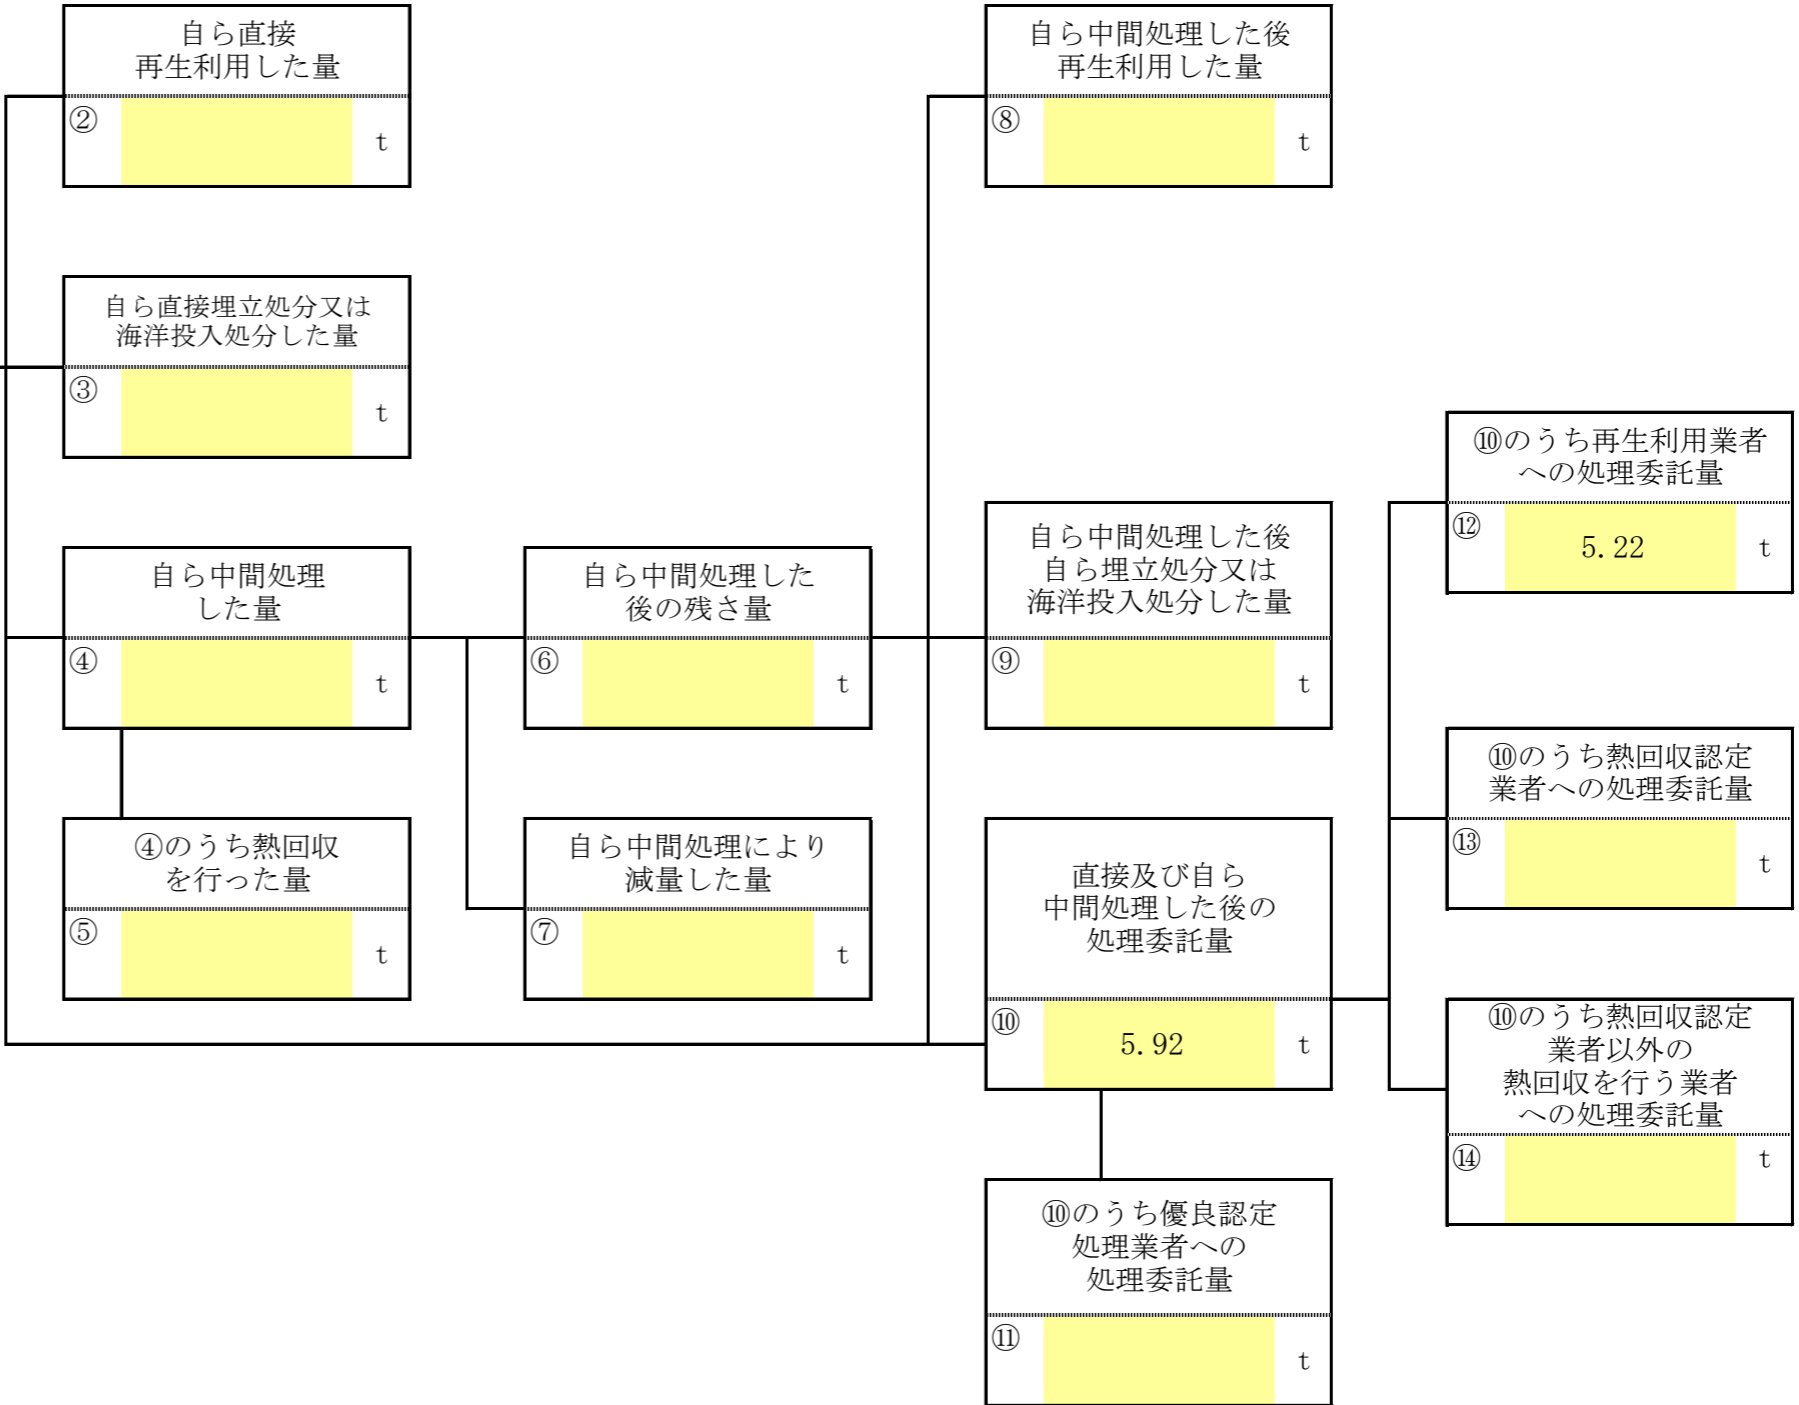 自ら直接
再生利用した量
②
t
自ら中間処理した後
再生利用した量
⑧
t
自ら直接埋立処分又は
海洋投入処分した量
③
t
⑩のうち再生利用業者
への処理委託量
⑫
5.22
t
自ら中間処理
した量
④
t
自ら中間処理した
後の残さ量
⑥
t
自ら中間処理した後
自ら埋立処分又は
海洋投入処分した量
⑨
t
⑩のうち熱回収認定
業者への処理委託量
⑬
t
④のうち熱回収
を行った量
⑤
t
自ら中間処理により
減量した量
⑦
t
直接及び自ら
中間処理した後の
処理委託量
⑩
5.92
t
⑩のうち熱回収認定
業者以外の
熱回収を行う業者
への処理委託量
⑭
t
⑩のうち優良認定
処理業者への
処理委託量
⑪
t